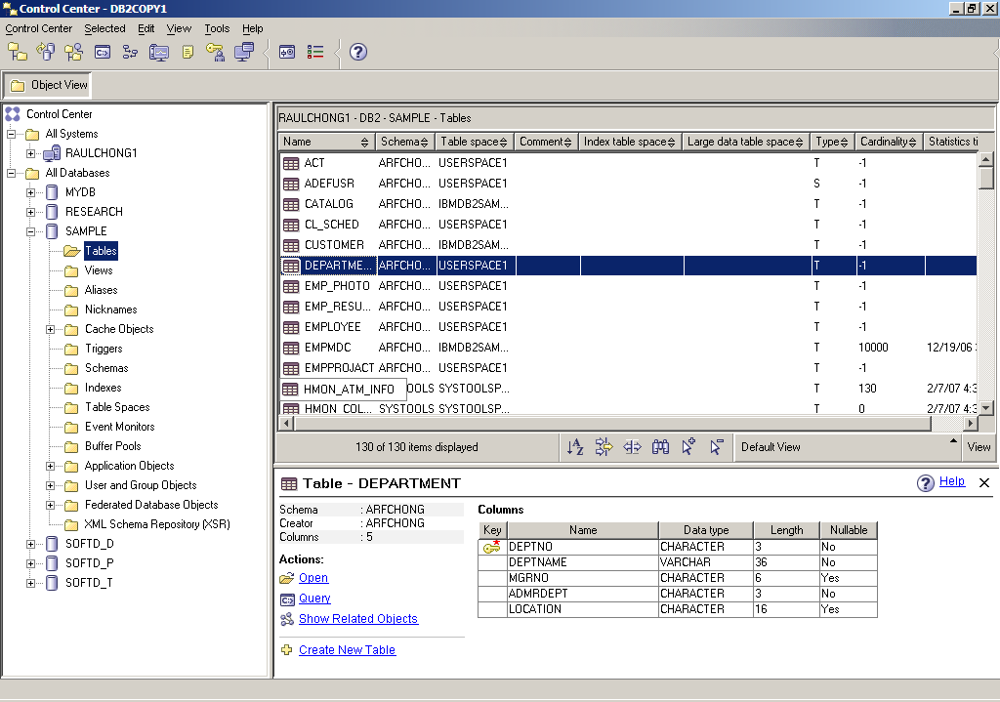 Control Center - DB2COPY1
Control Center Selected Edit View Tools Help
Object View
Control Center
All Systems
RAULCHONG1
All Databases
MYDB
RESEARCH
SAMPLE
Tables
Views
Aliases
Nicknames
Cache Objects
Triggers
Schemas
Indexes
Table Spaces
Event Monitors
Buffer Pools
Application Objects
User and Group Objects
Federated Database Objects
XML Schema Repository (XSR)
SOFTD_D
SOFTD_P
SOFTD_T
RAULCHONG1 - DB2 - SAMPLE - Tables
Name Schema Table space Comment Index table space Large data table space Type Cardinality Statistics ti
ACT ARFCHO... USERSPACE1 T -1
ADEFUSR ARFCHO... USERSPACE1 S -1
CATALOG ARFCHO... IBMDB2SAM... T -1
CL_SCHED ARFCHO... USERSPACE1 T -1
CUSTOMER ARFCHO... IBMDB2SAM... T -1
DEPARTME... ARFCHO... USERSPACE1 T -1
EMP_PHOTO ARFCHO... USERSPACE1 T -1
EMP_RESU... ARFCHO... USERSPACE1 T -1
EMPLOYEE ARFCHO... USERSPACE1 T -1
EMPMDC ARFCHO... IBMDB2SAM... T 10000 12/19/06 3
EMPPROJACT ARFCHO... USERSPACE1 T -1
HMON_ATM_INFO OOLS SYSTOOLSP... T 130 2/7/07 4:3
HMON_COL... SYSTOOLS SYSTOOLSP... T 0 2/7/07 4:3
130 of 130 items displayed Default View View
Table - DEPARTMENT Help
Schema : ARFCHONG
Creator : ARFCHONG
Columns : 5
Actions:
Open
Query
Show Related Objects
Create New Table
Columns
Key Name Data type Length Nullable
DEPTNO CHARACTER 3 No
DEPTNAME VARCHAR 36 No
MGRNO CHARACTER 6 Yes
ADMRDEPT CHARACTER 3 No
LOCATION CHARACTER 16 Yes